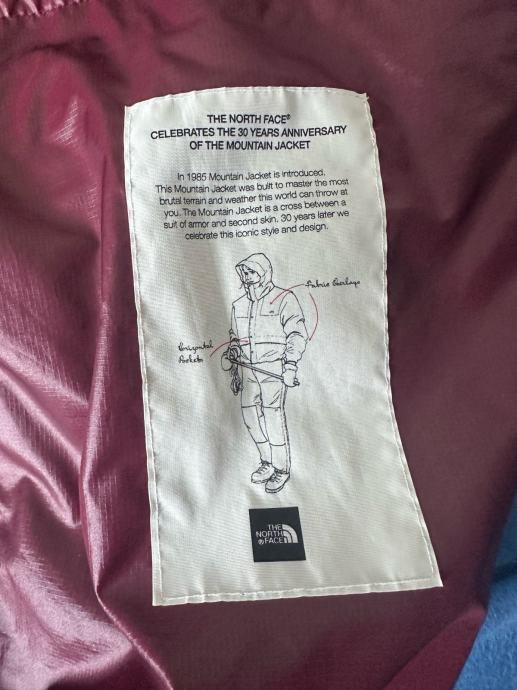 THE NORTH FACE®
CELEBRATES THE 30 YEARS ANNIVERSARY
OF THE MOUNTAIN JACKET
In 1985 Mountain Jacket is introduced.
This Mountain Jacket was built to master the most
brutal terrain and weather this world can throw at
you. The Mountain Jacket is a cross between a
suit of armor and second skin. 30 years later we
celebrate this iconic style and design.
Fabric Overlays
Horizontal
Pockets
THE
NORTH
FACE